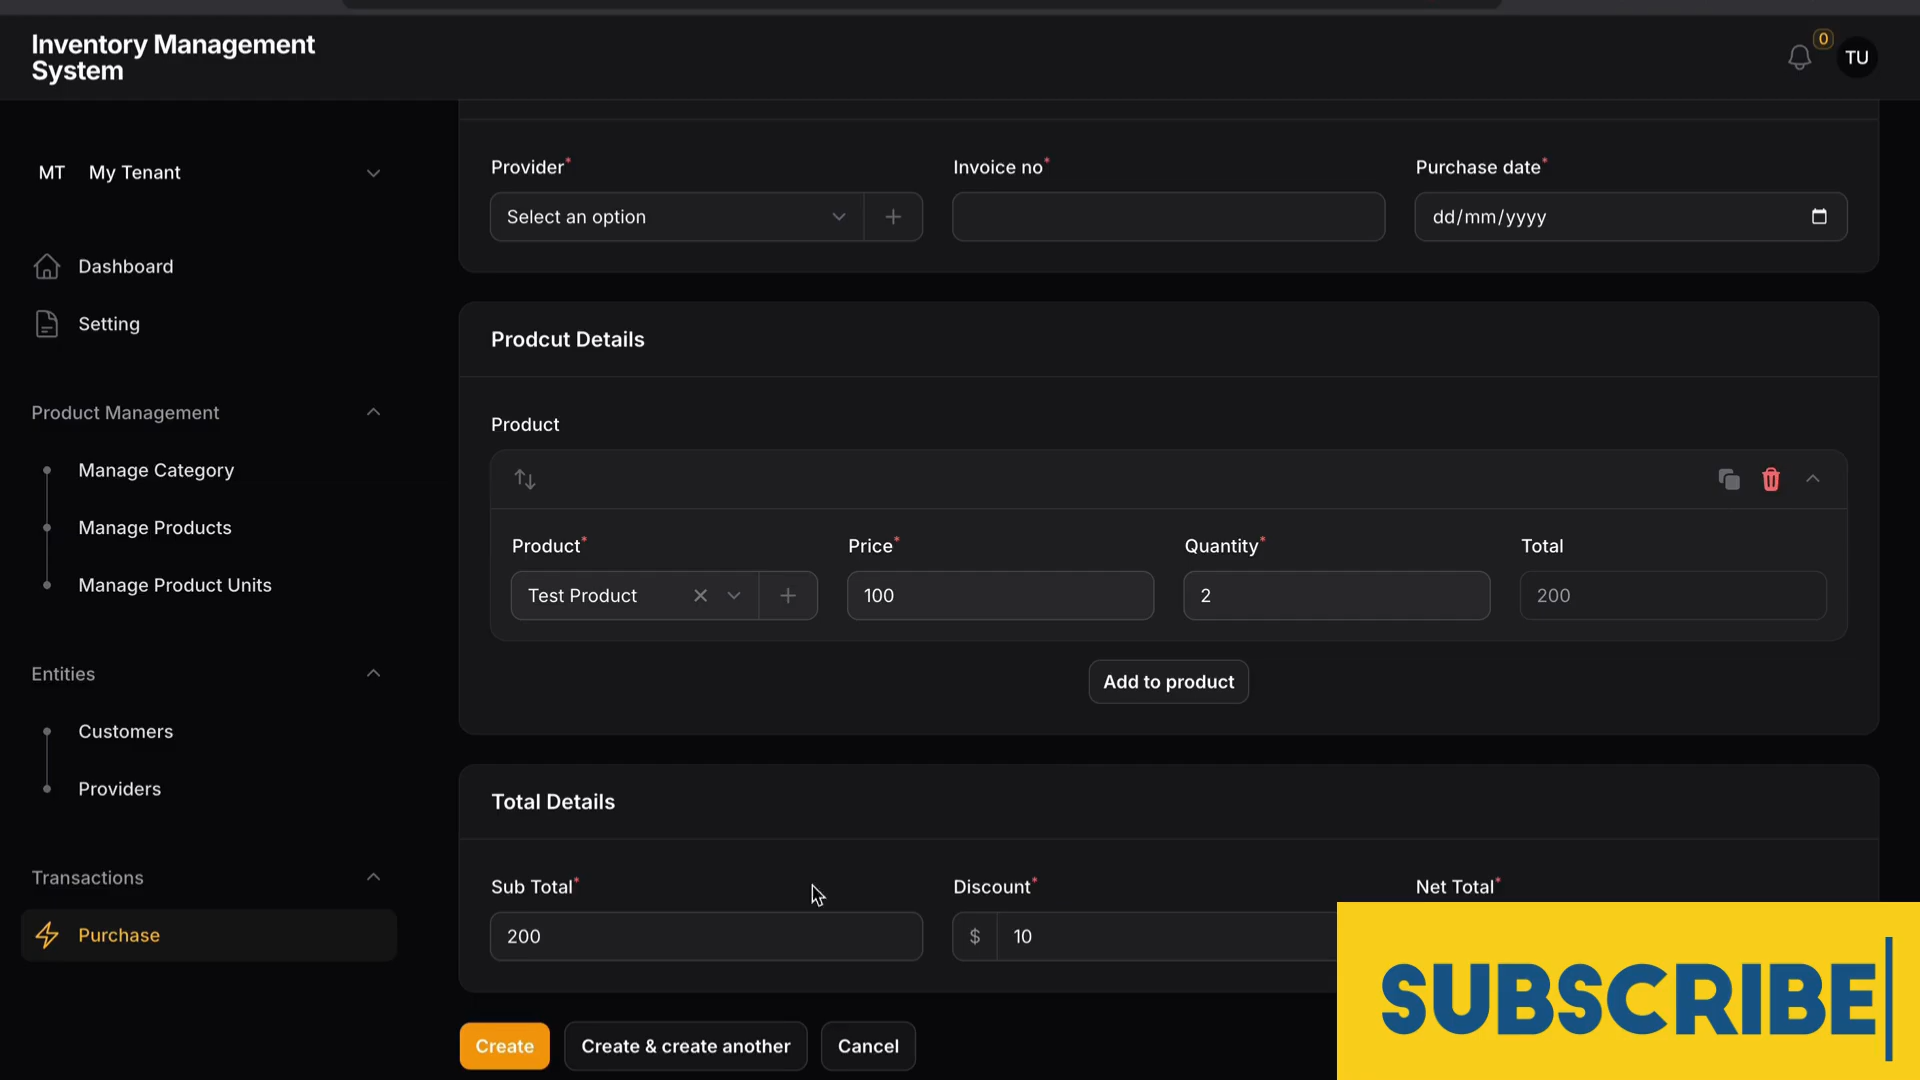 Inventory Management
System
0
TU
MT My Tenant
Dashboard
Setting
Product Management
Manage Category
Manage Products
Manage Product Units
Entities
Customers
Providers
Transactions
Purchase
Provider* Invoice no* Purchase date*
Select an option dd/mm/yyyy
Prodcut Details
Product
Product* Price* Quantity* Total
Test Product 100 2 200
Add to product
Total Details
Sub Total* Discount* Net Total*
200 $ 10
Create Create & create another Cancel
SUBSCRIBE